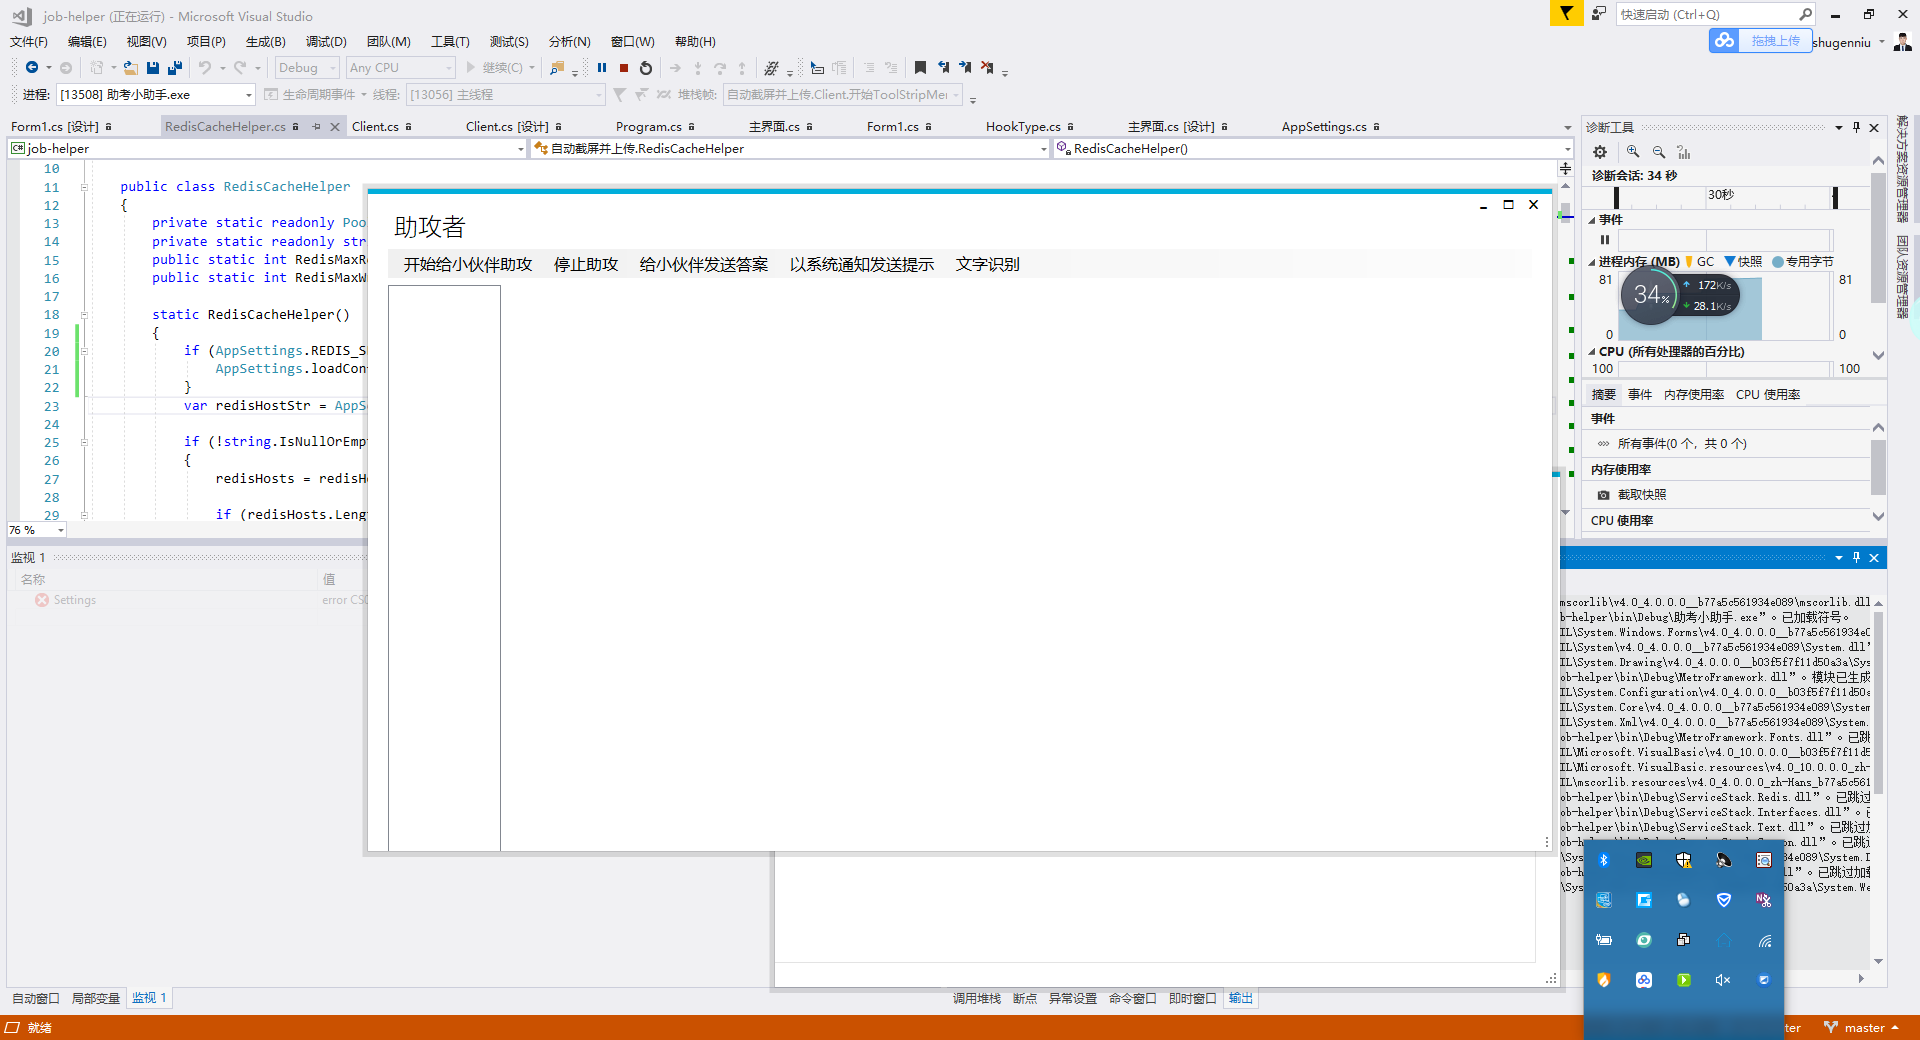 job-helper (正在运行) - Microsoft Visual Studio
快速启动 (Ctrl+Q)
文件(F) 编辑(E) 视图(V) 项目(P) 生成(B) 调试(D) 团队(M) 工具(T) 测试(S) 分析(N) 窗口(W) 帮助(H)
拖拽上传 shugenniu
Debug Any CPU 继续(C)
进程: [13508] 助考小助手.exe 生命周期事件 线程: [13056] 主线程 堆栈帧: 自动截屏并上传.Client.开始ToolStripMe
Form1.cs [设计] RedisCacheHelper.cs Client.cs Client.cs [设计] Program.cs 主界面.cs Form1.cs HookType.cs 主界面.cs [设计] AppSettings.cs
job-helper 自动截屏并上传.RedisCacheHelper RedisCacheHelper()
10
11 public class RedisCacheHelper
12 {
13 private static readonly Poo
14 private static readonly str
15 public static int RedisMaxR
16 public static int RedisMaxW
17
18 static RedisCacheHelper()
19 {
20 if (AppSettings.REDIS_S
21 AppSettings.loadCon
22 }
23 var redisHostStr = AppS
24
25 if (!string.IsNullOrEmp
26 {
27 redisHosts = redisH
28
29 if (redisHosts.Leng
76 %
助攻者
开始给小伙伴助攻 停止助攻 给小伙伴发送答案 以系统通知发送提示 文字识别
诊断工具
诊断会话: 34 秒
30秒
事件
进程内存 (MB) GC 快照 专用字节
81 81
34% 172K/s
28.1K/s
0 0
CPU (所有处理器的百分比)
100 100
摘要 事件 内存使用率 CPU 使用率
事件
所有事件(0 个，共 0 个)
内存使用率
截取快照
CPU 使用率
解决方案资源管理器
团队资源管理器
监视 1
名称 值
Settings error CS0
mscorlib\v4.0_4.0.0.0__b77a5c561934e089\mscorlib.dll
b-helper\bin\Debug\助考小助手.exe”。已加载符号。
IL\System.Windows.Forms\v4.0_4.0.0.0__b77a5c561934e0
IL\System\v4.0_4.0.0.0__b77a5c561934e089\System.dll”
IL\System.Drawing\v4.0_4.0.0.0__b03f5f7f11d50a3a\Sys
ob-helper\bin\Debug\MetroFramework.dll”。模块已生成
IL\System.Configuration\v4.0_4.0.0.0__b03f5f7f11d50a
IL\System.Core\v4.0_4.0.0.0__b77a5c561934e089\System
IL\System.Xml\v4.0_4.0.0.0__b77a5c561934e089\System.
ob-helper\bin\Debug\MetroFramework.Fonts.dll”。已跳
IL\Microsoft.VisualBasic\v4.0_10.0.0.0__b03f5f7f11d5
IL\Microsoft.VisualBasic.resources\v4.0_10.0.0.0_zh-
IL\mscorlib.resources\v4.0_4.0.0.0_zh-Hans_b77a5c561
ob-helper\bin\Debug\ServiceStack.Redis.dll”。已跳过
ob-helper\bin\Debug\ServiceStack.Interfaces.dll”。已
ob-helper\bin\Debug\ServiceStack.Text.dll”。已跳过加
on.dll”。已跳过
\Sys 34e089\System.D
ob-h ll”。已跳过加载
\Sys 50a3a\System.We
自动窗口 局部变量 监视 1
调用堆栈 断点 异常设置 命令窗口 即时窗口 输出
就绪
ter master